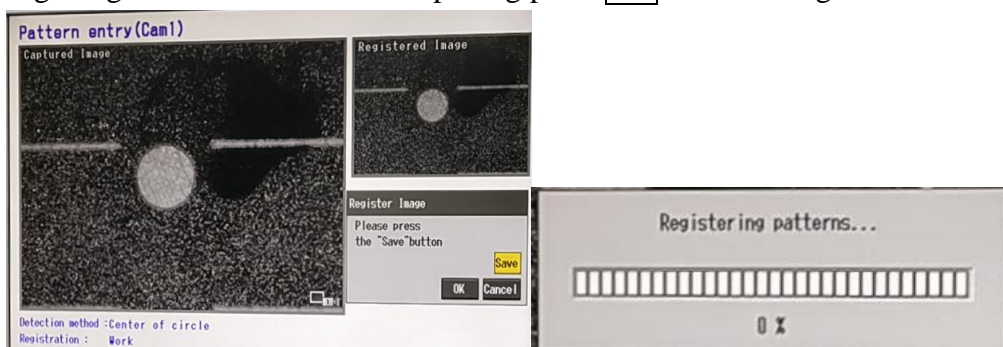 Pattern entry(Cam1)
Captured Image
Registered Image
Register Image
Please press
the "Save"button
Save
OK Cancel
Detection method :Center of circle
Registration : Work
Registering patterns...
0 %